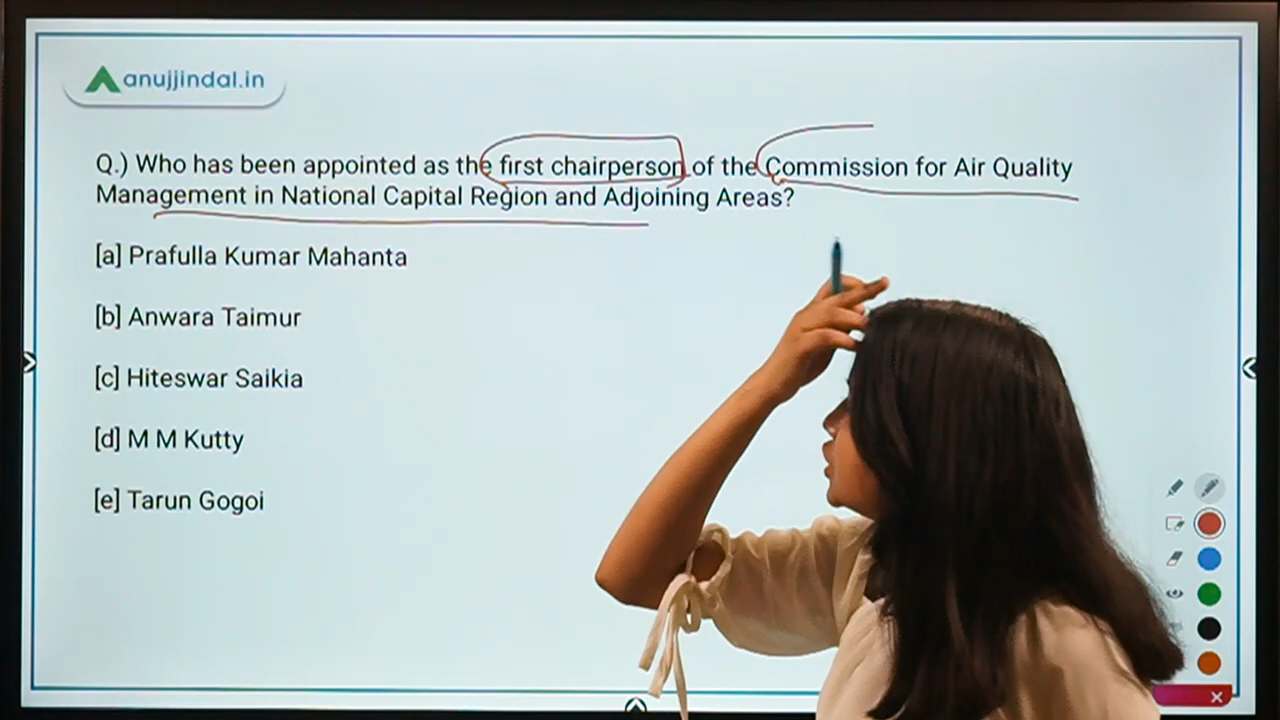 anujjindal.in
Q.) Who has been appointed as the first chairperson of the Commission for Air Quality
Management in National Capital Region and Adjoining Areas?
[a] Prafulla Kumar Mahanta
[b] Anwara Taimur
[c] Hiteswar Saikia
[d] M M Kutty
[e] Tarun Gogoi